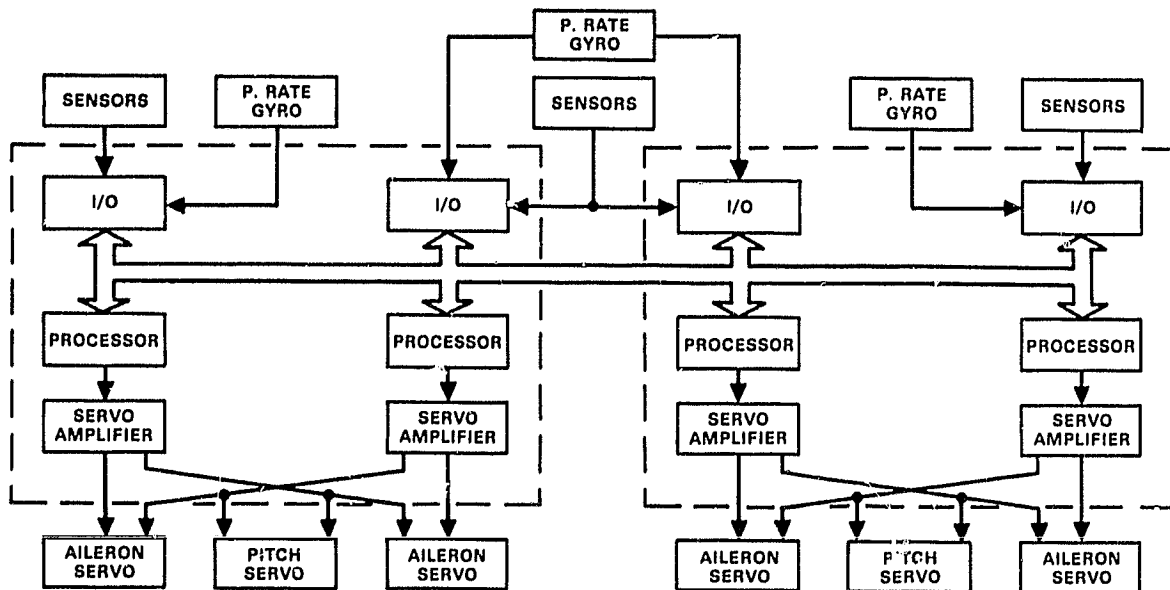 P. RATE
GYRO
SENSORS
P. RATE
GYRO
SENSORS
P. RATE
GYRO
SENSORS
I/O
I/O
I/O
I/O
PROCESSOR
PROCESSOR
PROCESSOR
PROCESSOR
SERVO
AMPLIFIER
SERVO
AMPLIFIER
SERVO
AMPLIFIER
SERVO
AMPLIFIER
AILERON
SERVO
PITCH
SERVO
AILERON
SERVO
AILERON
SERVO
PITCH
SERVO
AILERON
SERVO